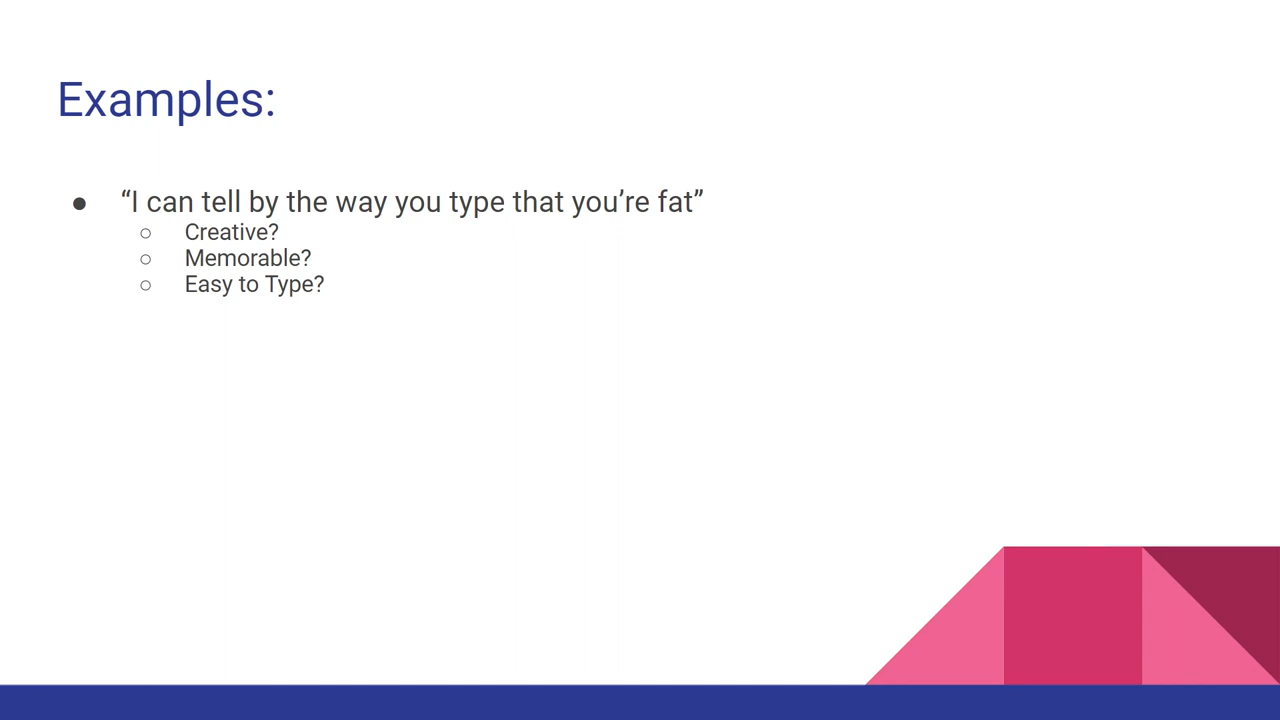 Examples:
● “I can tell by the way you type that you’re fat”
○ Creative?
○ Memorable?
○ Easy to Type?